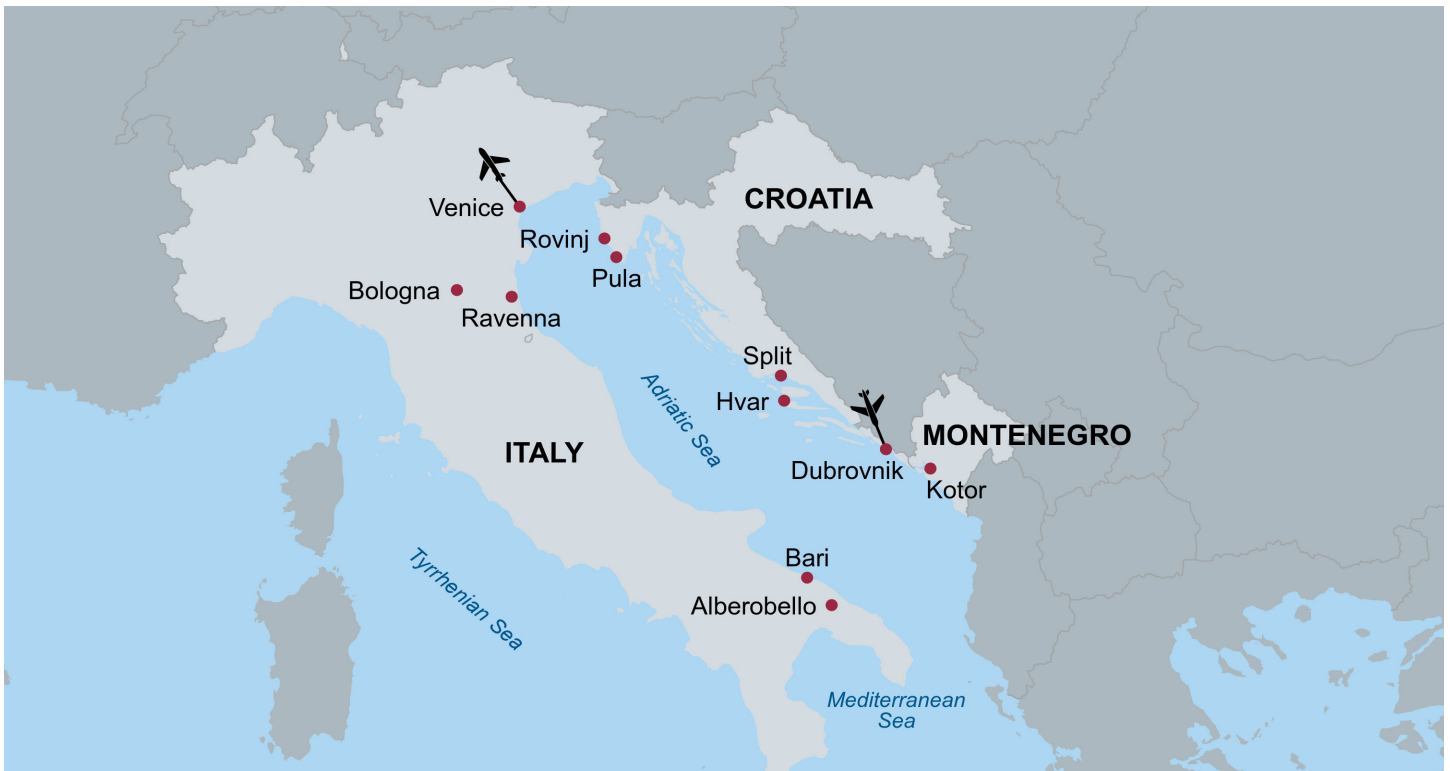 CROATIA
Venice
Rovinj
Pula
Bologna
Ravenna
Split
Adriatic Sea
Hvar
MONTENEGRO
ITALY
Dubrovnik
Kotor
Bari
Tyrrhenian Sea
Alberobello
Mediterranean
Sea